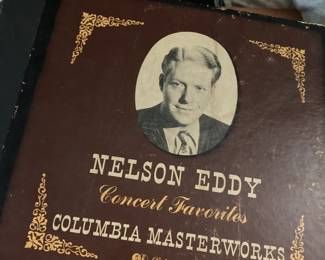 NELSON EDDY
Concert Favorites
COLUMBIA MASTERWORKS